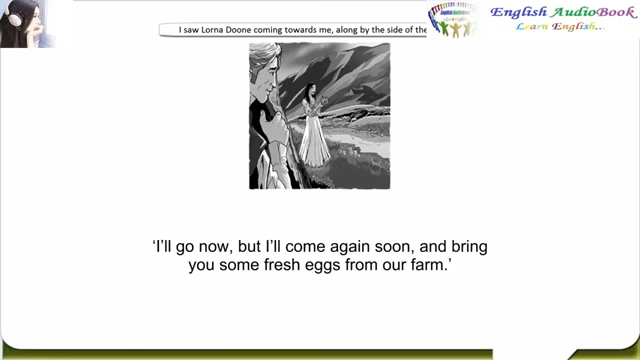 I saw Lorna Doone coming towards me, along by the side of the
English AudioBook
Learn English...
‘I’ll go now, but I’ll come again soon, and bring
you some fresh eggs from our farm.’